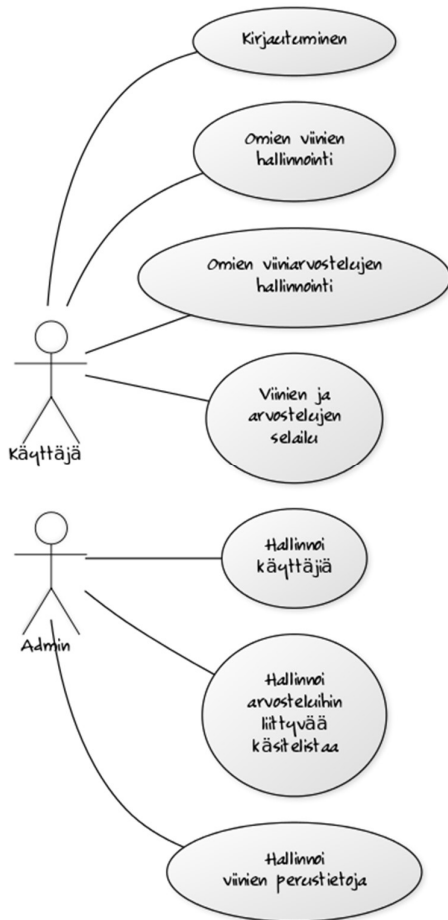 Kirjautuminen
Omien viinien
hallinnointi
Omien viiniarvostelujen
hallinnointi
Viinien ja
arvostelujen
selailu
Käyttäjä
Hallinnoi
käyttäjiä
Admin
Hallinnoi
arvosteluihin
liittyvää
käsitelistaa
Hallinnoi
viinien perustietoja